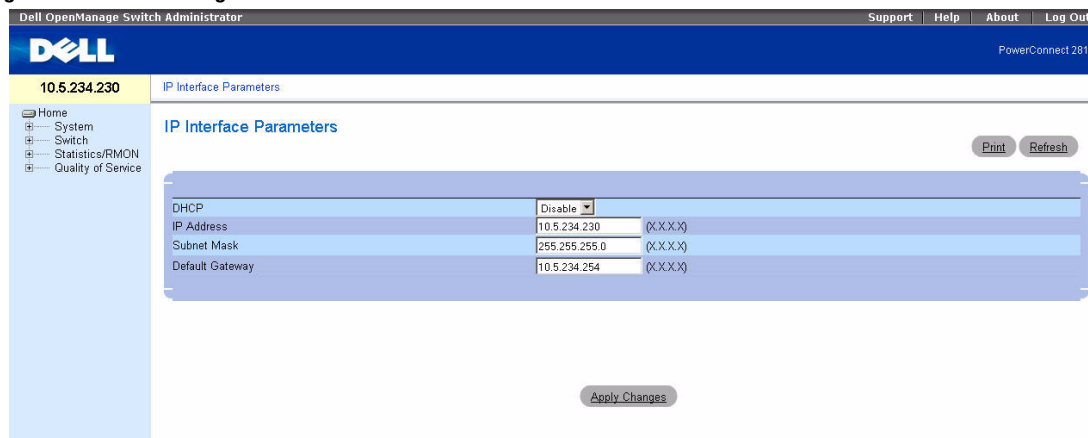 Dell OpenManage Switch Administrator Support Help About Log Out
DELL
PowerConnect 281
10.5.234.230 IP Interface Parameters
Home
System
Switch
Statistics/RMON
Quality of Service
IP Interface Parameters
Print Refresh
DHCP Disable
IP Address 10.5.234.230 (X.X.X.X)
Subnet Mask 255.255.255.0 (X.X.X.X)
Default Gateway 10.5.234.254 (X.X.X.X)
Apply Changes